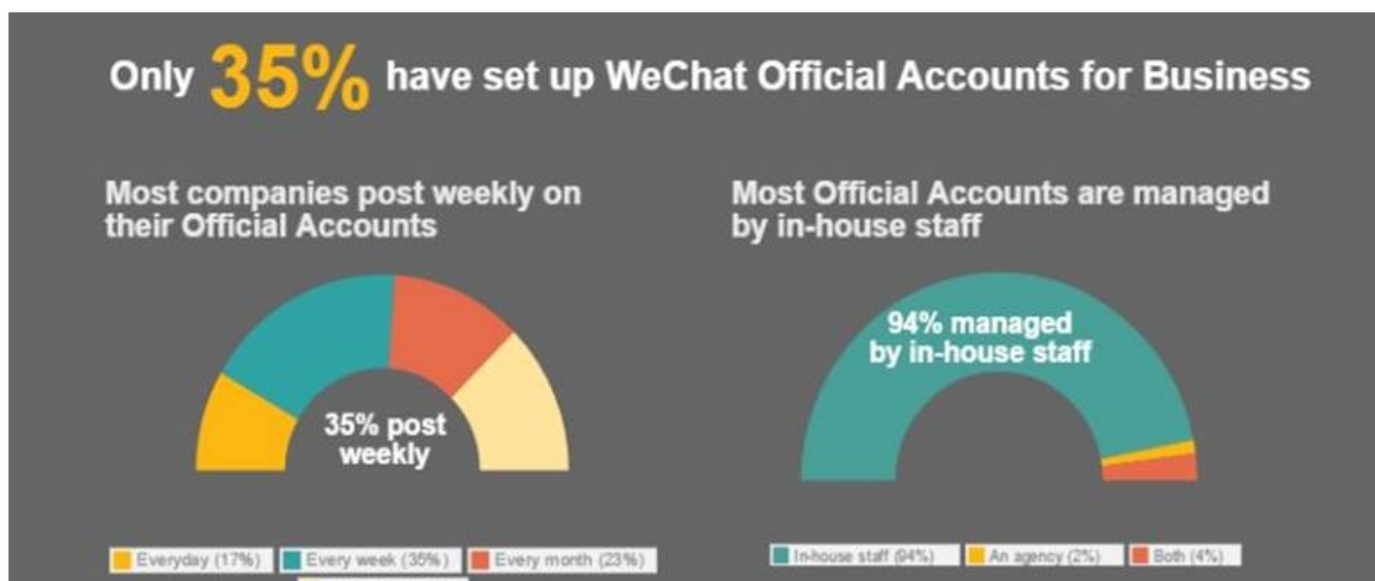 Only 35% have set up WeChat Official Accounts for Business
Most companies post weekly on
their Official Accounts
35% post
weekly
Everyday (17%)
Every week (35%)
Every month (23%)
Most Official Accounts are managed
by in-house staff
94% managed
by in-house staff
In-house staff (94%)
An agency (2%)
Both (4%)